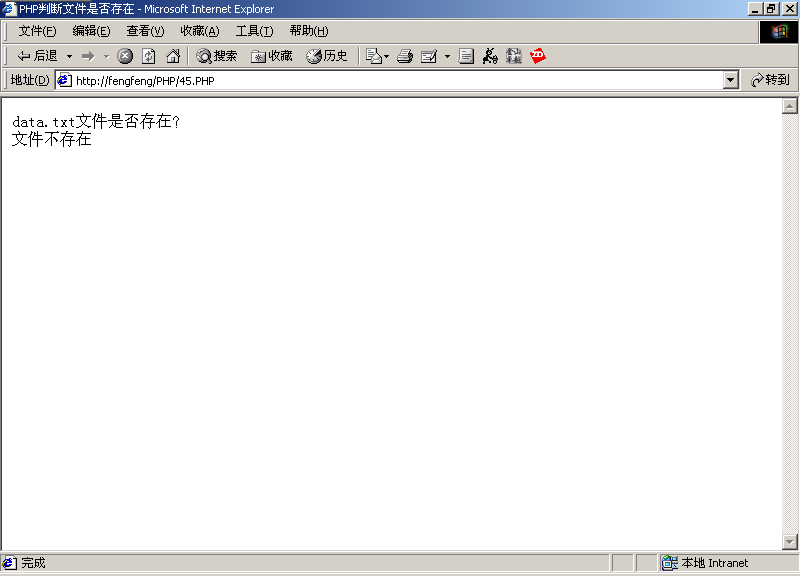 PHP判断文件是否存在 - Microsoft Internet Explorer
文件(F) 编辑(E) 查看(V) 收藏(A) 工具(T) 帮助(H)
后退 搜索 收藏 历史
地址(D) http://fengfeng/PHP/45.PHP 转到
data.txt文件是否存在?
文件不存在
完成 本地 Intranet